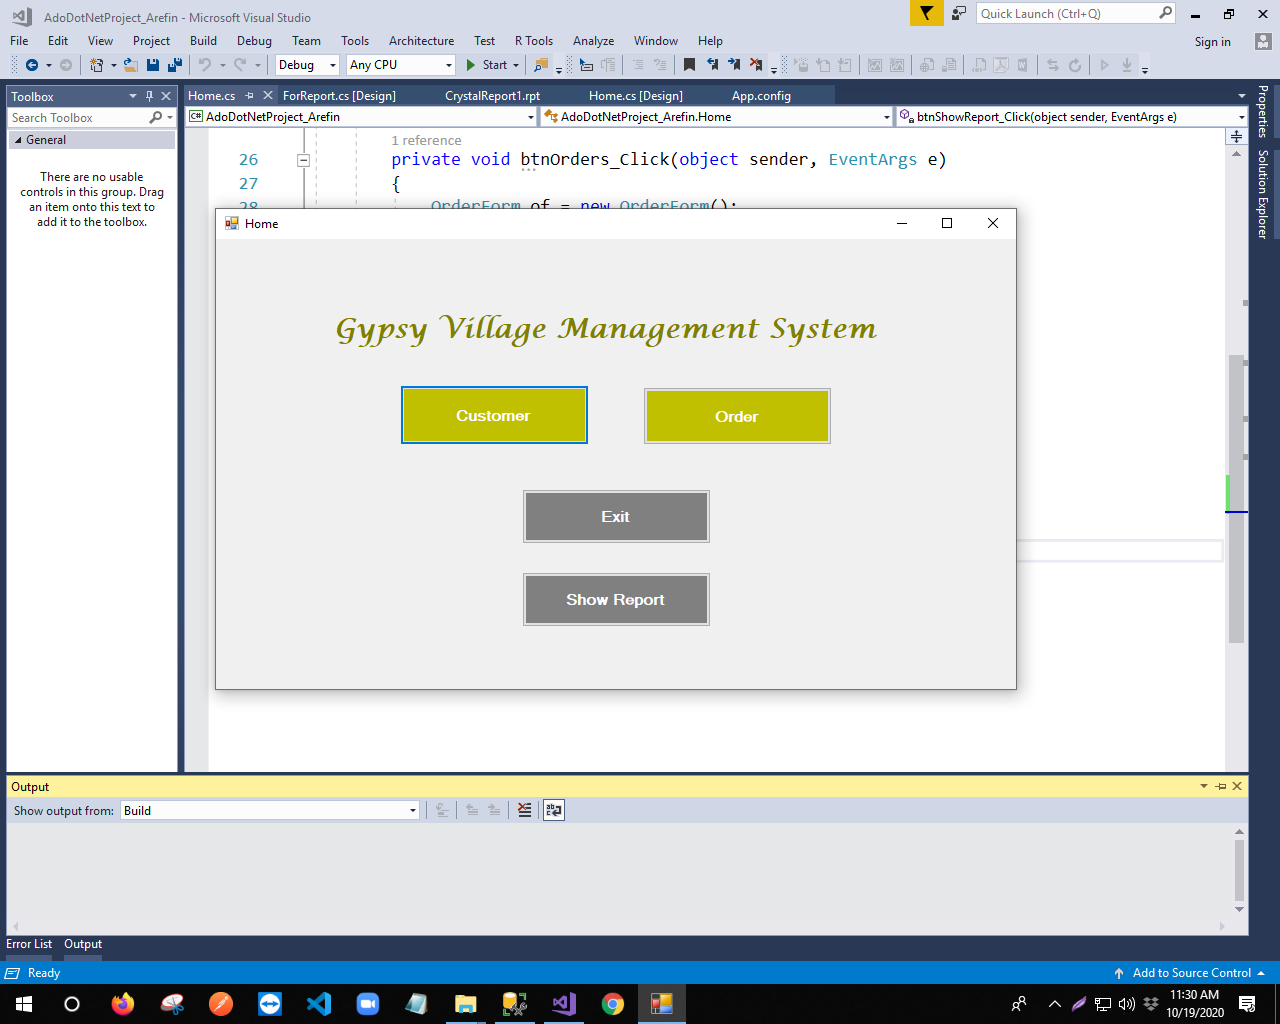 AdoDotNetProject_Arefin - Microsoft Visual Studio
Quick Launch (Ctrl+Q)
File Edit View Project Build Debug Team Tools Architecture Test R Tools Analyze Window Help
Sign in
Debug Any CPU Start
Toolbox
Search Toolbox
General
There are no usable
controls in this group. Drag
an item onto this text to
add it to the toolbox.
Home.cs ForReport.cs [Design] CrystalReport1.rpt Home.cs [Design] App.config
AdoDotNetProject_Arefin AdoDotNetProject_Arefin.Home btnShowReport_Click(object sender, EventArgs e)
1 reference
26 private void btnOrders_Click(object sender, EventArgs e)
27 {
28 OrderForm of = new OrderForm();
Home
Gypsy Village Management System
Customer Order
Exit
Show Report
Properties
Solution Explorer
Output
Show output from: Build
Error List Output
Ready
Add to Source Control
11:30 AM
10/19/2020